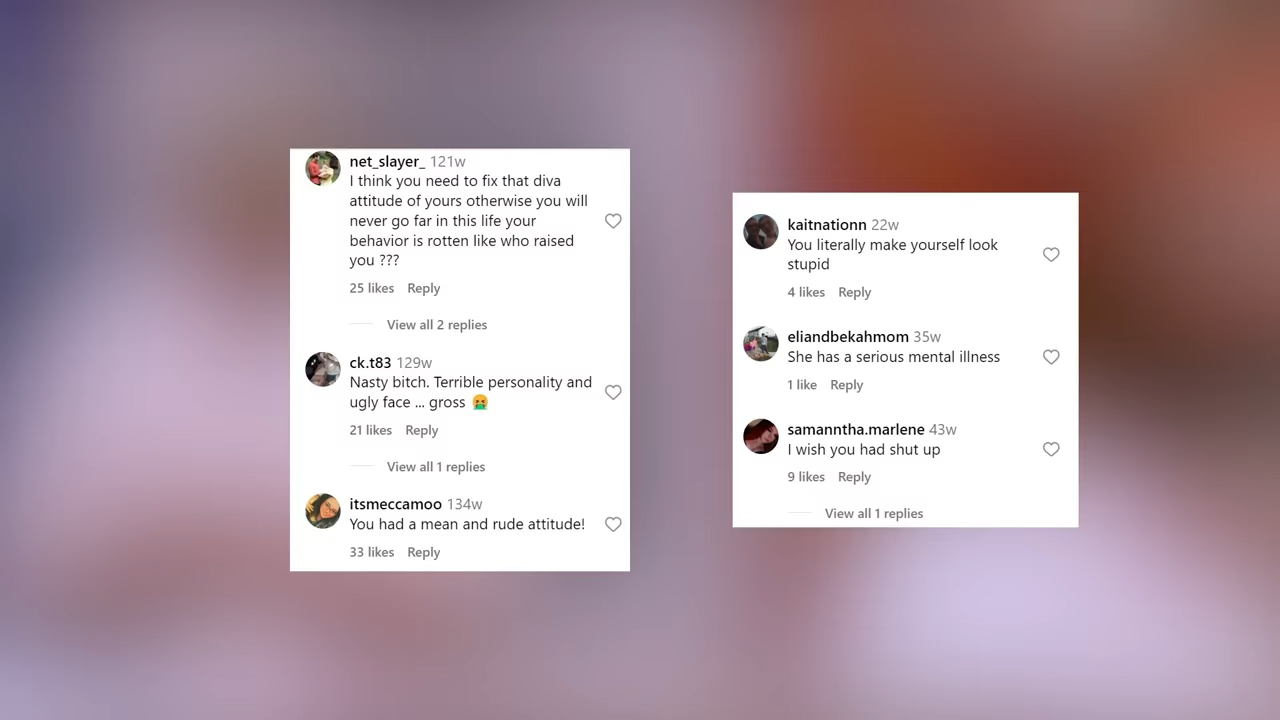 net_slayer_ 121w
I think you need to fix that diva
attitude of yours otherwise you will
never go far in this life your
behavior is rotten like who raised
you ???
25 likes Reply
View all 2 replies
ck.t83 129w
Nasty bitch. Terrible personality and
ugly face ... gross 🤮
21 likes Reply
View all 1 replies
itsmeccamoo 134w
You had a mean and rude attitude!
33 likes Reply
kaitnationn 22w
You literally make yourself look
stupid
4 likes Reply
eliandbekahmom 35w
She has a serious mental illness
1 like Reply
samanntha.marlene 43w
I wish you had shut up
9 likes Reply
View all 1 replies